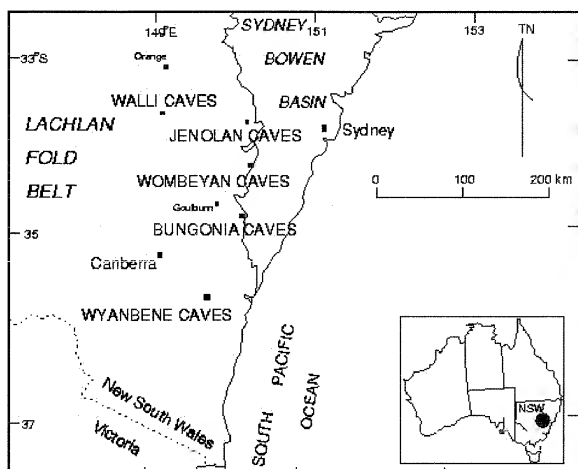 149°E
151
153
SYDNEY
BOWEN
BASIN
TN
33°S
Orange
WALLI CAVES
LACHLAN
FOLD
BELT
JENOLAN CAVES
Sydney
WOMBEYAN CAVES
0 100 200 km
Goulburn
BUNGONIA CAVES
35
Canberra
WYANBENE CAVES
New South Wales
Victoria
SOUTH PACIFIC
OCEAN
NSW
37